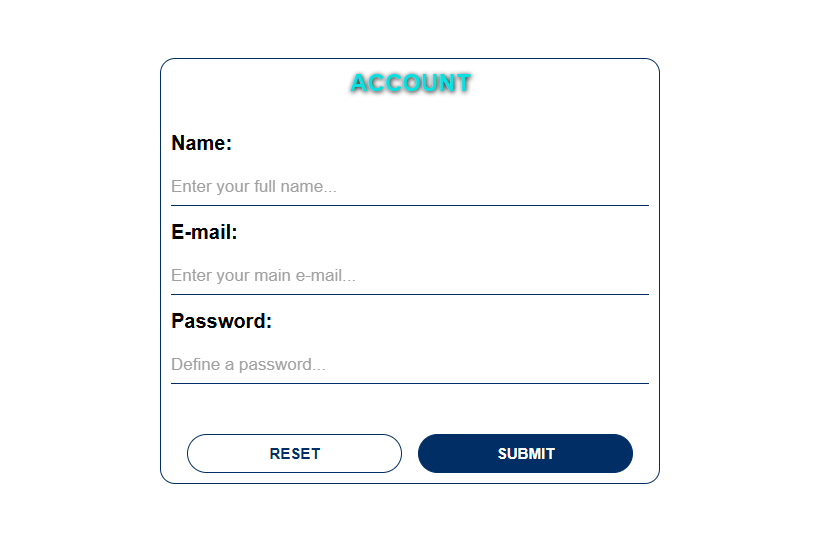 ACCOUNT
Name:
Enter your full name...
E-mail:
Enter your main e-mail...
Password:
Define a password...
RESET SUBMIT